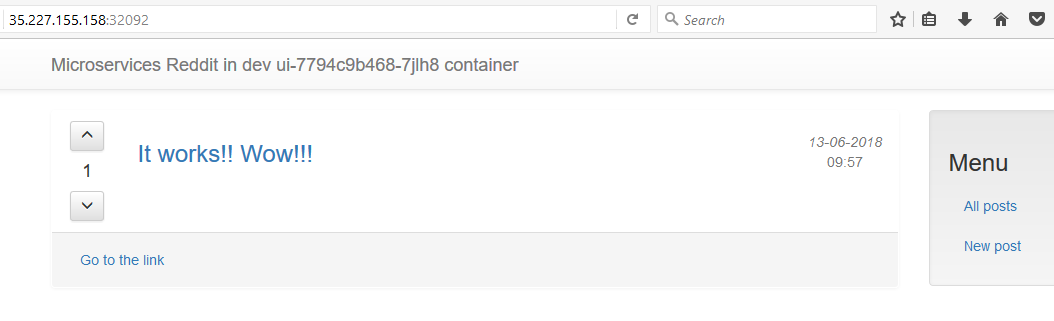 35.227.155.158:32092
Search
Microservices Reddit in dev ui-7794c9b468-7jlh8 container
It works!! Wow!!!
1
13-06-2018
09:57
Go to the link
Menu
All posts
New post